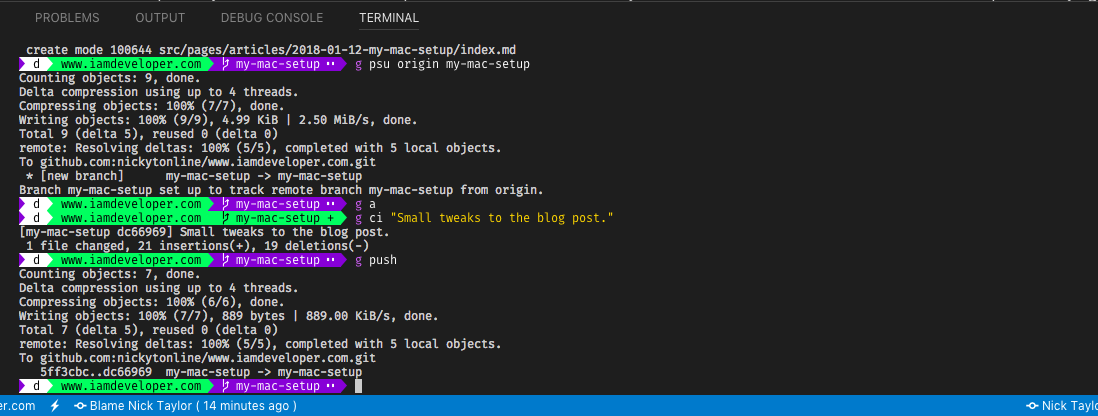 PROBLEMS OUTPUT DEBUG CONSOLE TERMINAL
create mode 100644 src/pages/articles/2018-01-12-my-mac-setup/index.md
d www.iamdeveloper.com my-mac-setup ·· g psu origin my-mac-setup
Counting objects: 9, done.
Delta compression using up to 4 threads.
Compressing objects: 100% (7/7), done.
Writing objects: 100% (9/9), 4.99 KiB | 2.50 MiB/s, done.
Total 9 (delta 5), reused 0 (delta 0)
remote: Resolving deltas: 100% (5/5), completed with 5 local objects.
To github.com:nickytonline/www.iamdeveloper.com.git
* [new branch] my-mac-setup -> my-mac-setup
Branch my-mac-setup set up to track remote branch my-mac-setup from origin.
d www.iamdeveloper.com my-mac-setup ·· g a
d www.iamdeveloper.com my-mac-setup + g ci "Small tweaks to the blog post."
[my-mac-setup dc66969] Small tweaks to the blog post.
1 file changed, 21 insertions(+), 19 deletions(-)
d www.iamdeveloper.com my-mac-setup ·· g push
Counting objects: 7, done.
Delta compression using up to 4 threads.
Compressing objects: 100% (6/6), done.
Writing objects: 100% (7/7), 889 bytes | 889.00 KiB/s, done.
Total 7 (delta 5), reused 0 (delta 0)
remote: Resolving deltas: 100% (5/5), completed with 5 local objects.
To github.com:nickytonline/www.iamdeveloper.com.git
5ff3cbc..dc66969 my-mac-setup -> my-mac-setup
d www.iamdeveloper.com my-mac-setup ··
er.com Blame Nick Taylor ( 14 minutes ago ) Nick Taylo